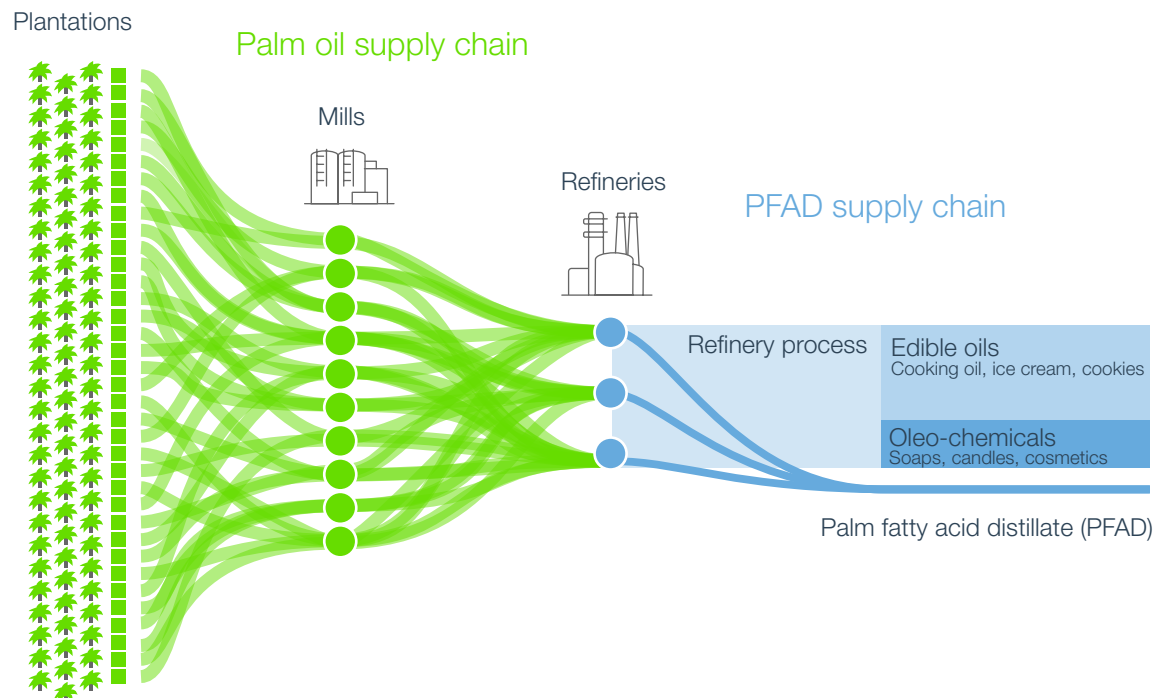 Plantations
Palm oil supply chain
Mills
Refineries
PFAD supply chain
Refinery process
Edible oils
Cooking oil, ice cream, cookies
Oleo-chemicals
Soaps, candles, cosmetics
Palm fatty acid distillate (PFAD)